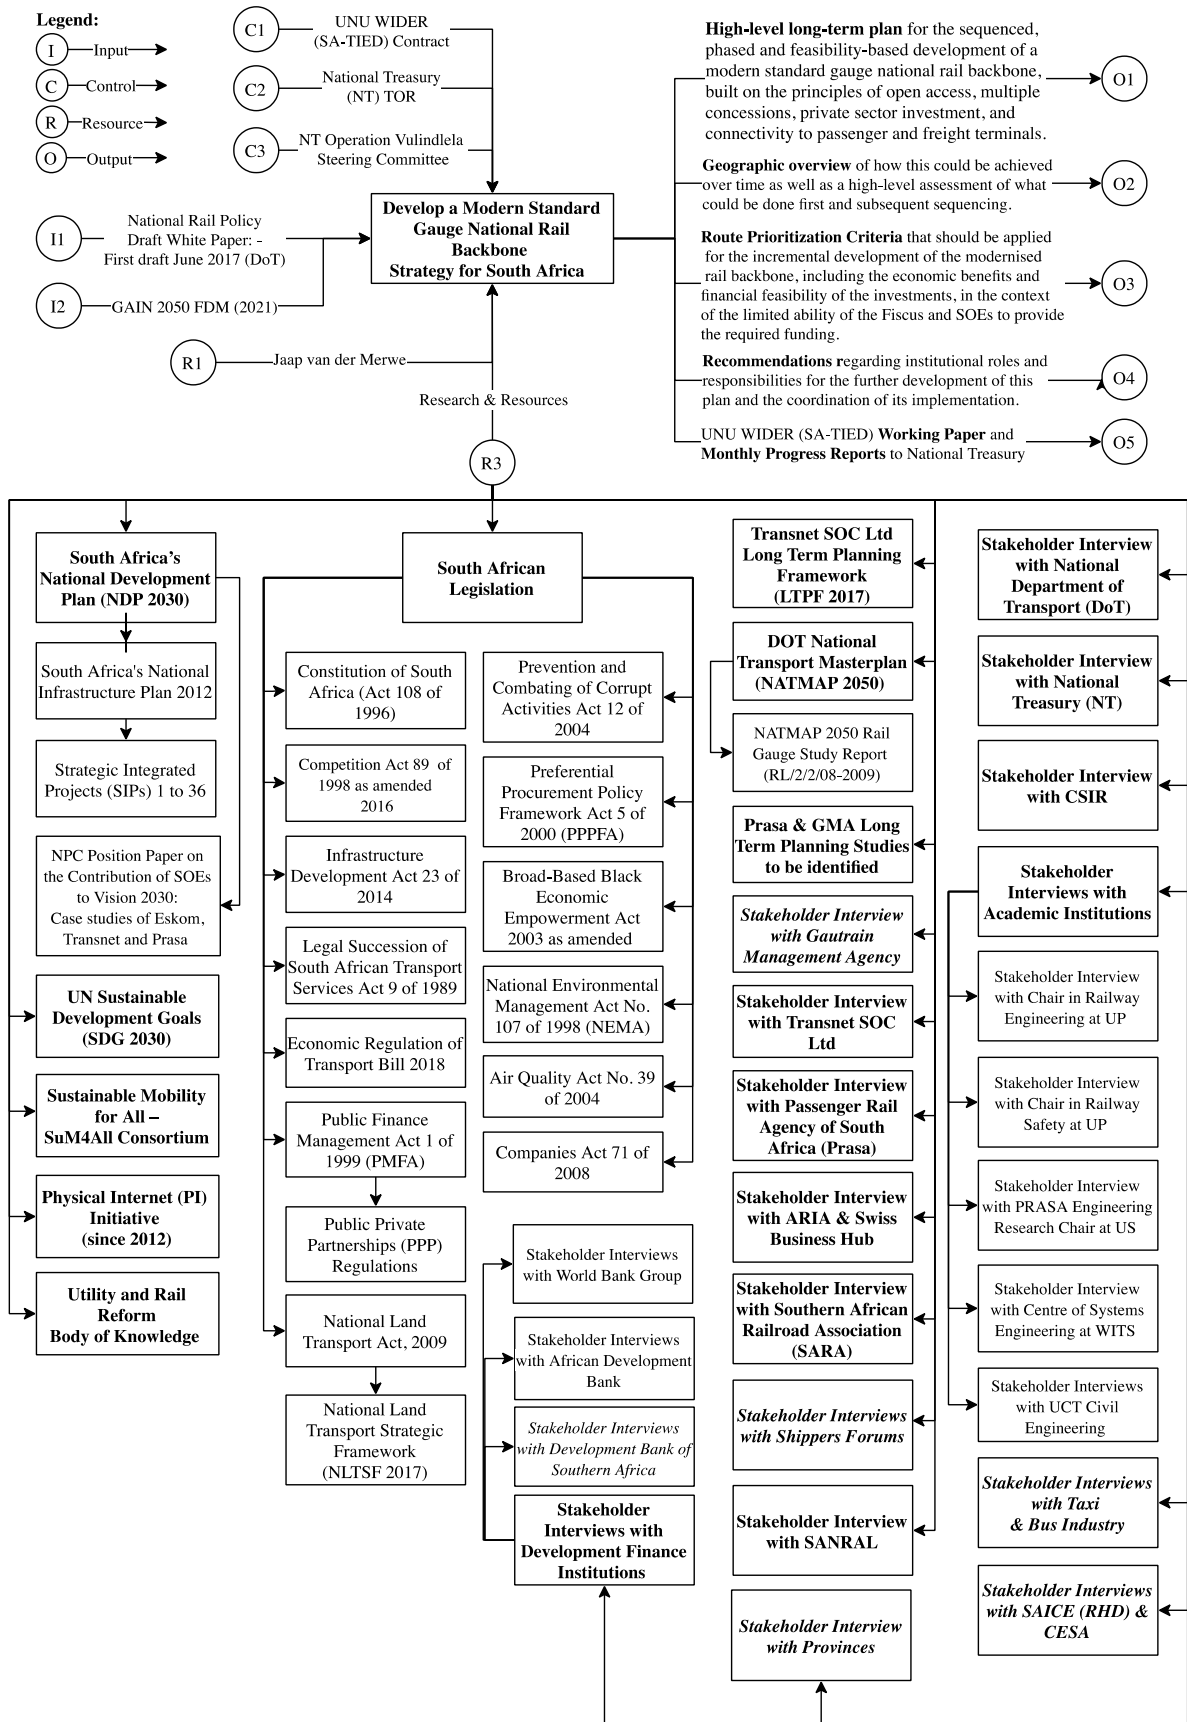 Legend:
I
Input
C
Control
R
Resource
O
Output
C1
UNU WIDER
(SA-TIED) Contract
C2
National Treasury
(NT) TOR
C3
NT Operation Vulindlela
Steering Committee
I1
National Rail Policy
Draft White Paper: -
First draft June 2017 (DoT)
I2
GAIN 2050 FDM (2021)
Develop a Modern Standard
Gauge National Rail
Backbone
Strategy for South Africa
R1
Jaap van der Merwe
Research & Resources
R3
High-level long-term plan for the sequenced,
phased and feasibility-based development of a
modern standard gauge national rail backbone,
built on the principles of open access, multiple
concessions, private sector investment, and
connectivity to passenger and freight terminals.
O1
Geographic overview of how this could be achieved
over time as well as a high-level assessment of what
could be done first and subsequent sequencing.
O2
Route Prioritization Criteria that should be applied
for the incremental development of the modernised
rail backbone, including the economic benefits and
financial feasibility of the investments, in the context
of the limited ability of the Fiscus and SOEs to provide
the required funding.
O3
Recommendations regarding institutional roles and
responsibilities for the further development of this
plan and the coordination of its implementation.
O4
UNU WIDER (SA-TIED) Working Paper and
Monthly Progress Reports to National Treasury
O5
South Africa's
National Development
Plan (NDP 2030)
South Africa's National
Infrastructure Plan 2012
Strategic Integrated
Projects (SIPs) 1 to 36
NPC Position Paper on
the Contribution of SOEs
to Vision 2030:
Case studies of Eskom,
Transnet and Prasa
UN Sustainable
Development Goals
(SDG 2030)
Sustainable Mobility
for All –
SuM4All Consortium
Physical Internet (PI)
Initiative
(since 2012)
Utility and Rail
Reform
Body of Knowledge
South African
Legislation
Constitution of South
Africa (Act 108 of
1996)
Competition Act 89 of
1998 as amended
2016
Infrastructure
Development Act 23 of
2014
Legal Succession of
South African Transport
Services Act 9 of 1989
Economic Regulation of
Transport Bill 2018
Public Finance
Management Act 1 of
1999 (PMFA)
Public Private
Partnerships (PPP)
Regulations
National Land
Transport Act, 2009
National Land
Transport Strategic
Framework
(NLTSF 2017)
Prevention and
Combating of Corrupt
Activities Act 12 of
2004
Preferential
Procurement Policy
Framework Act 5 of
2000 (PPPFA)
Broad-Based Black
Economic
Empowerment Act
2003 as amended
National Environmental
Management Act No.
107 of 1998 (NEMA)
Air Quality Act No. 39
of 2004
Companies Act 71 of
2008
Stakeholder Interviews
with World Bank Group
Stakeholder Interviews
with African Development
Bank
Stakeholder Interviews
with Development Bank of
Southern Africa
Stakeholder
Interviews with
Development Finance
Institutions
Transnet SOC Ltd
Long Term Planning
Framework
(LTPF 2017)
DOT National
Transport Masterplan
(NATMAP 2050)
NATMAP 2050 Rail
Gauge Study Report
(RL/2/2/08-2009)
Prasa & GMA Long
Term Planning Studies
to be identified
Stakeholder Interview
with Gautrain
Management Agency
Stakeholder Interview
with Transnet SOC
Ltd
Stakeholder Interview
with Passenger Rail
Agency of South
Africa (Prasa)
Stakeholder Interview
with ARIA & Swiss
Business Hub
Stakeholder Interview
with Southern African
Railroad Association
(SARA)
Stakeholder Interviews
with Shippers Forums
Stakeholder Interview
with SANRAL
Stakeholder Interview
with Provinces
Stakeholder Interview
with National
Department of
Transport (DoT)
Stakeholder Interview
with National
Treasury (NT)
Stakeholder Interview
with CSIR
Stakeholder
Interviews with
Academic Institutions
Stakeholder Interview
with Chair in Railway
Engineering at UP
Stakeholder Interview
with Chair in Railway
Safety at UP
Stakeholder Interview
with PRASA Engineering
Research Chair at US
Stakeholder Interview
with Centre of Systems
Engineering at WITS
Stakeholder Interviews
with UCT Civil
Engineering
Stakeholder Interviews
with Taxi
& Bus Industry
Stakeholder Interviews
with SAICE (RHD) &
CESA